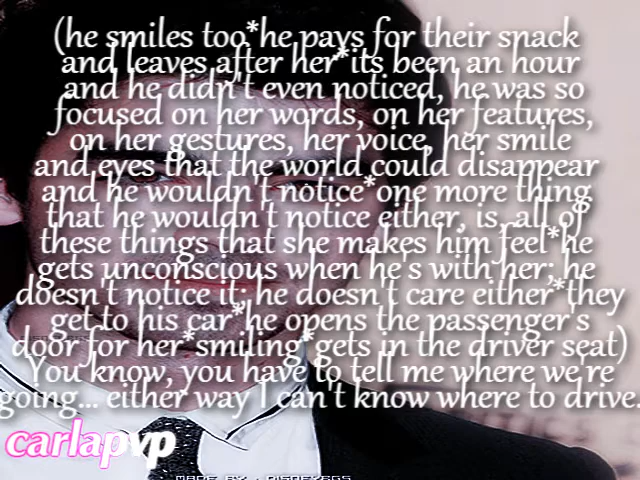 (he smiles too*he pays for their snack
and leaves after her*its been an hour
and he didn't even noticed, he was so
focused on her words, on her features,
on her gestures, her voice, her smile
and eyes that the world could disappear
and he wouldn't notice*one more thing
that he wouldn't notice either, is, all of
these things that she makes him feel*he
gets unconscious when he's with her; he
doesn't notice it; he doesn't care either*they
get to his car*he opens the passenger's
door for her*smiling*gets in the driver seat)
You know, you have to tell me where we're
going... either way I can't know where to drive.
carlapvp
MADE BY :